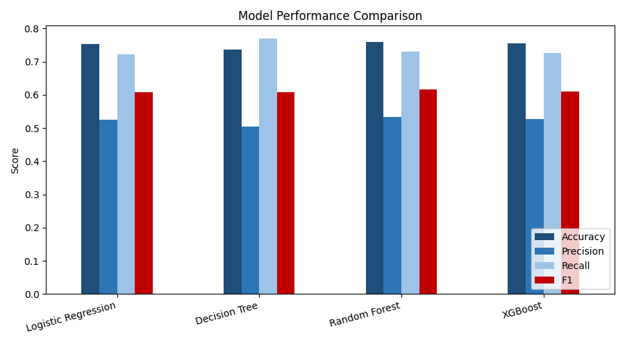 Model Performance Comparison
Score
0.8
0.7
0.6
0.5
0.4
0.3
0.2
0.1
0.0
Accuracy
Precision
Recall
F1
Logistic Regression
Decision Tree
Random Forest
XGBoost